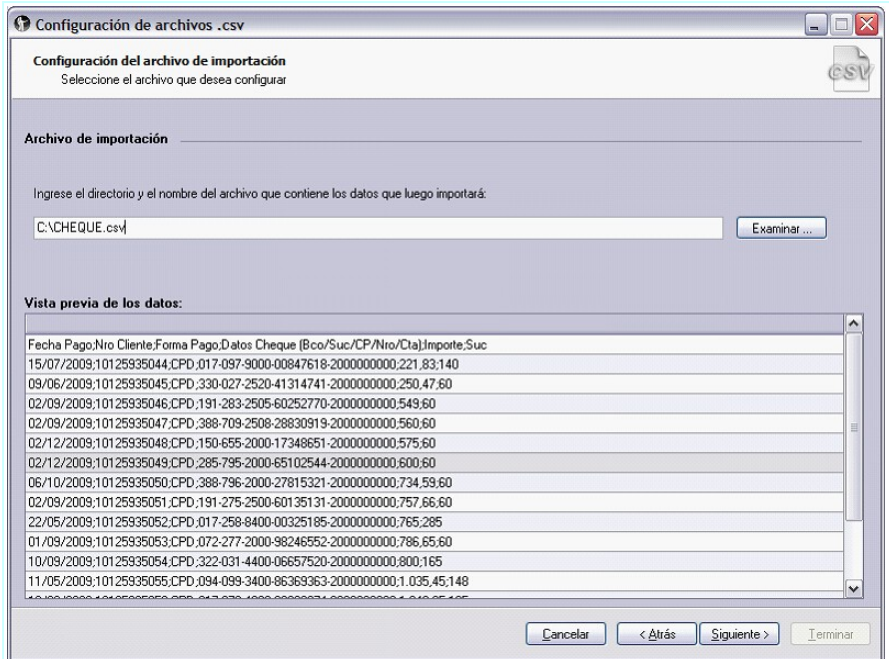 Configuración de archivos .csv
Configuración del archivo de importación
Seleccione el archivo que desea configurar
CSV
Archivo de importación
Ingrese el directorio y el nombre del archivo que contiene los datos que luego importará:
C:\CHEQUE.csv
Examinar ...
Vista previa de los datos:
Fecha Pago;Nro Cliente;Forma Pago;Datos Cheque (Bco/Suc/CP/Nro/Cta);Importe;Suc
15/07/2009;10125935044;CPD;017-097-9000-00847618-2000000000;221,83;140
09/06/2009;10125935045;CPD;330-027-2520-41314741-2000000000;250,47;60
02/09/2009;10125935046;CPD;191-283-2505-60252770-2000000000;549;60
02/09/2009;10125935047;CPD;388-709-2508-28830919-2000000000;560;60
02/12/2009;10125935048;CPD;150-655-2000-17348651-2000000000;575;60
02/12/2009;10125935049;CPD;285-795-2000-65102544-2000000000;600;60
06/10/2009;10125935050;CPD;388-796-2000-27815321-2000000000;734,59;60
02/09/2009;10125935051;CPD;191-275-2500-60135131-2000000000;757,66;60
22/05/2009;10125935052;CPD;017-258-8400-00325185-2000000000;765;285
01/09/2009;10125935053;CPD;072-277-2000-98246552-2000000000;786,65;60
10/09/2009;10125935054;CPD;322-031-4400-06657520-2000000000;800;165
11/05/2009;10125935055;CPD;094-099-3400-86369363-2000000000;1.035,45;148
Cancelar
< Atrás
Siguiente >
Terminar